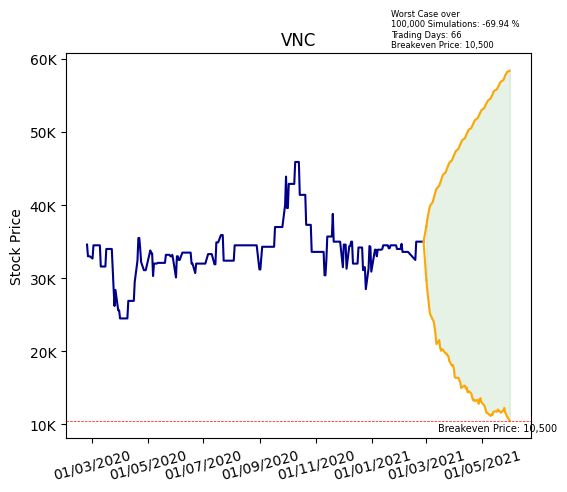 Worst Case over
100,000 Simulations: -69.94 %
Trading Days: 66
Breakeven Price: 10,500
VNC
60K
50K
40K
30K
20K
10K
Stock Price
Breakeven Price: 10,500
01/03/2020
01/05/2020
01/07/2020
01/09/2020
01/11/2020
01/01/2021
01/03/2021
01/05/2021